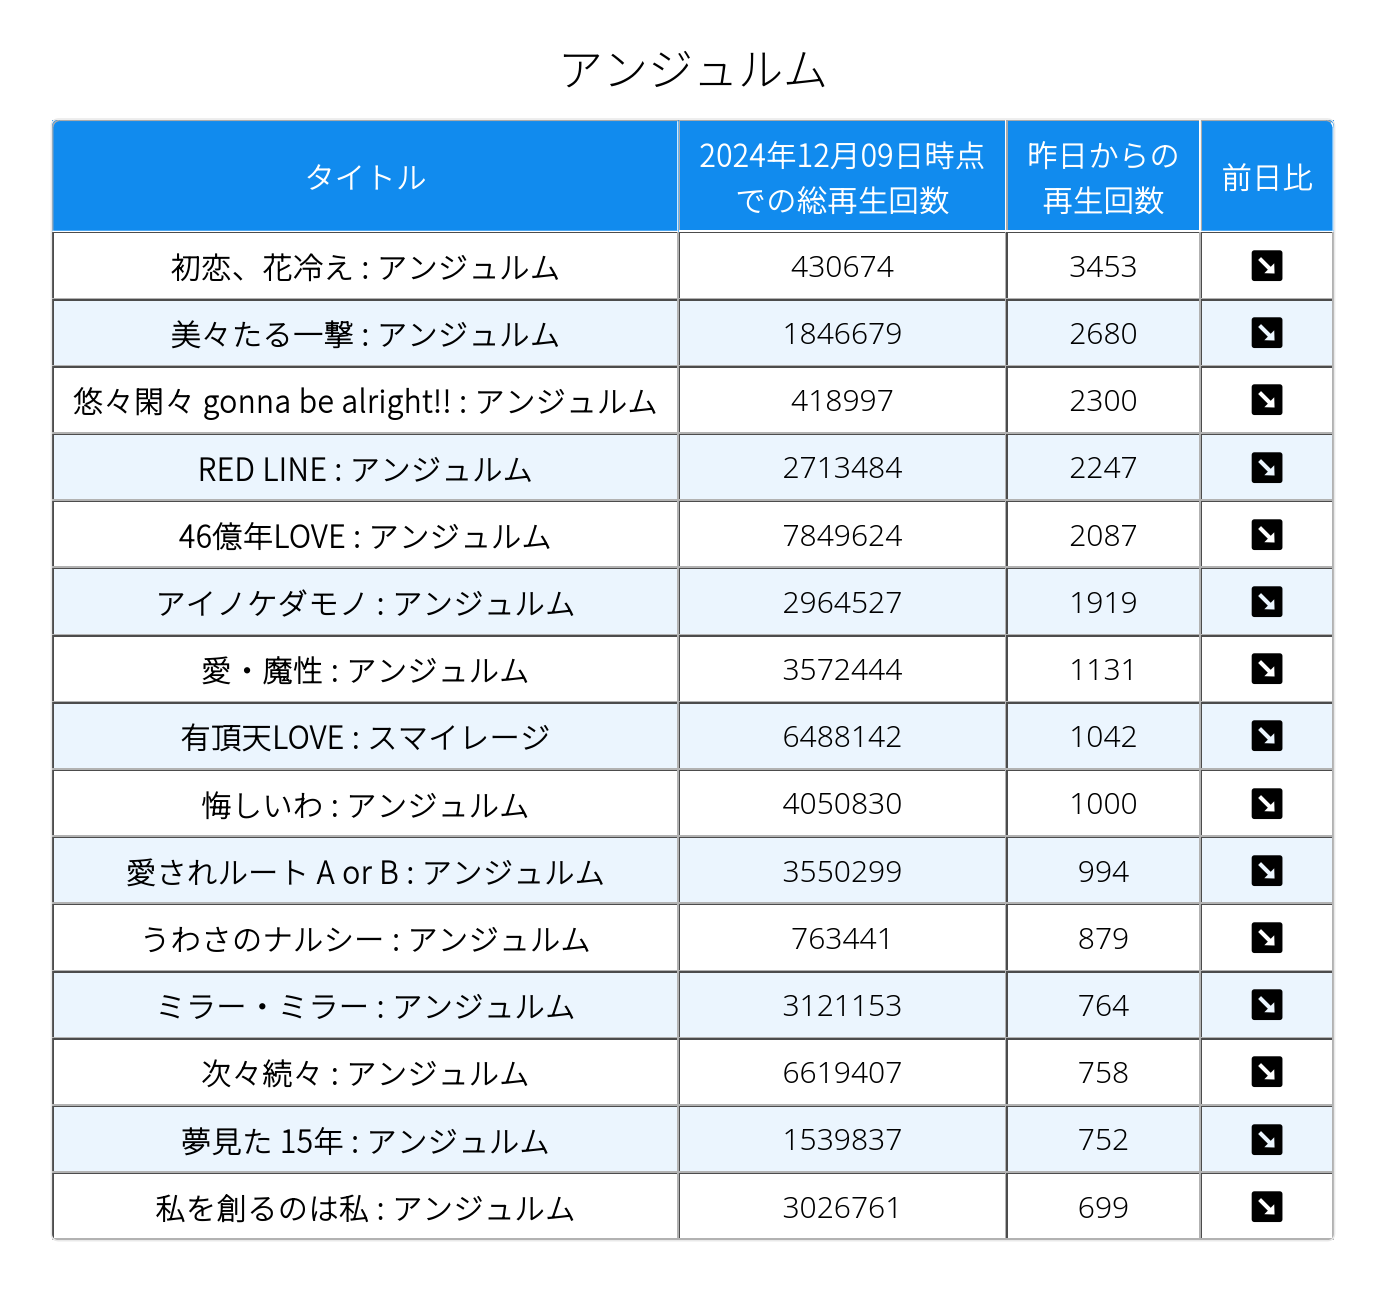 アンジュルム
タイトル 2024年12月09日時点での総再生回数 昨日からの再生回数 前日比
初恋、花冷え : アンジュルム 430674 3453
美々たる一撃 : アンジュルム 1846679 2680
悠々閑々 gonna be alright!! : アンジュルム 418997 2300
RED LINE : アンジュルム 2713484 2247
46億年LOVE : アンジュルム 7849624 2087
アイノケダモノ : アンジュルム 2964527 1919
愛・魔性 : アンジュルム 3572444 1131
有頂天LOVE : スマイレージ 6488142 1042
悔しいわ : アンジュルム 4050830 1000
愛されルート A or B : アンジュルム 3550299 994
うわさのナルシー : アンジュルム 763441 879
ミラー・ミラー : アンジュルム 3121153 764
次々続々 : アンジュルム 6619407 758
夢見た 15年 : アンジュルム 1539837 752
私を創るのは私 : アンジュルム 3026761 699